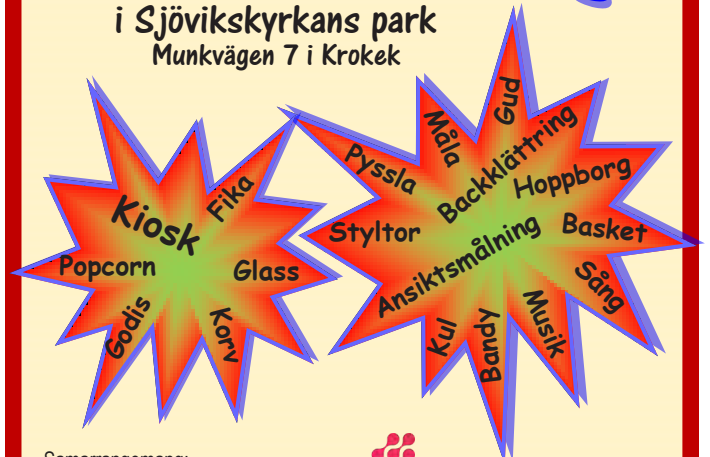 i Sjövikskyrkans park
Munkvägen 7 i Krokek
Kiosk
Fika
Popcorn
Glass
Godis
Korv
Gud
Måla
Backklättring
Pyssla
Hoppborg
Styltor
Basket
Ansiktsmålning
Sång
Kul
Bandy
Musik